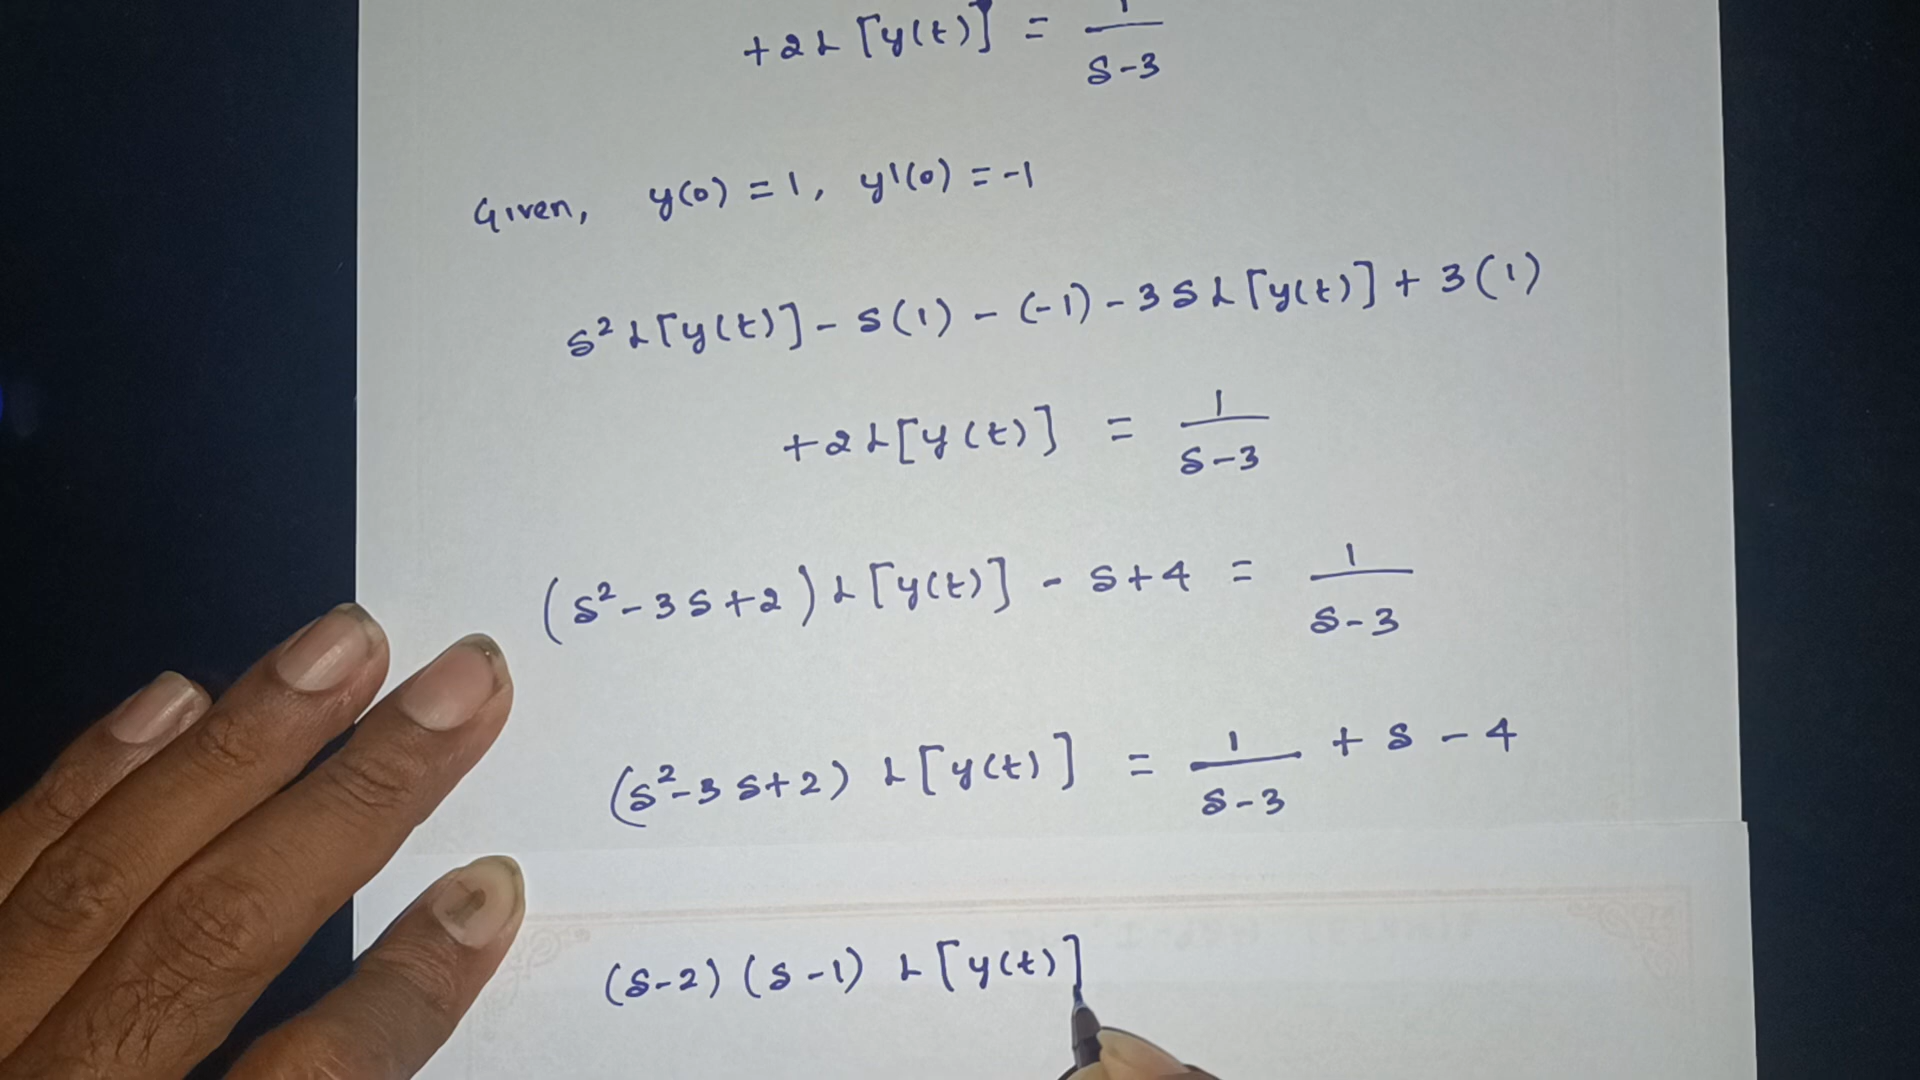 +2L[y(t)] = 1/(s-3)
Given, y(0) = 1, y'(0) = -1
s²L[y(t)] - s(1) - (-1) - 3sL[y(t)] + 3(1)
+2L[y(t)] = 1/(s-3)
(s²-3s+2)L[y(t)] - s+4 = 1/(s-3)
(s²-3s+2) L[y(t)] = 1/(s-3) + s - 4
(s-2)(s-1) L[y(t)]